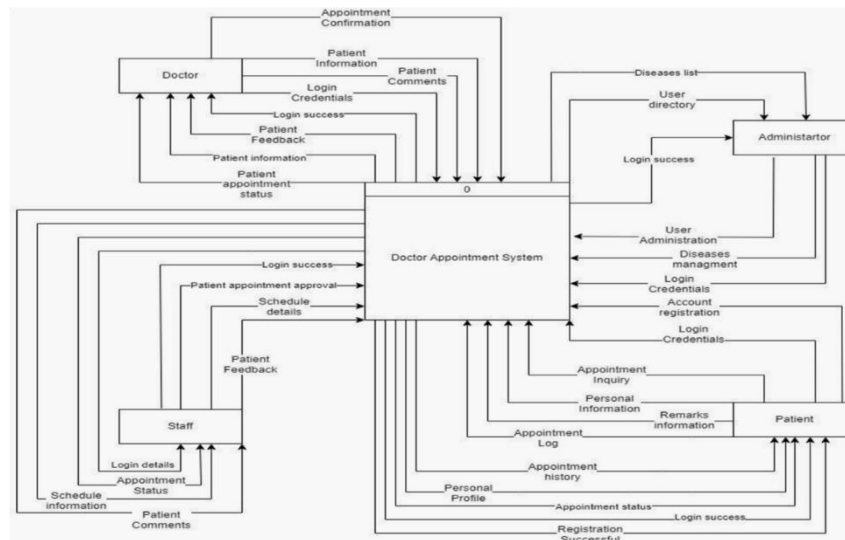 Appointment
Confirmation
Patient
Information
Patient
Comments
Doctor
Login
Credentials
Login success
Patient
Feedback
Patient information
Patient
appointment
status
Diseases list
User
directory
Administartor
Login success
0
Doctor Appointment System
User
Administration
Diseases
managment
Login
Credentials
Account
registration
Login
Credentials
Login success
Patient appointment approval
Schedule
details
Patient
Feedback
Staff
Login details
Appointment
Status
Schedule
information
Patient
Comments
Appointment
Inquiry
Personal
Information
Remarks
information
Patient
Appointment
Log
Appointment
history
Personal
Profile
Appointment status
Login success
Registration
Successful